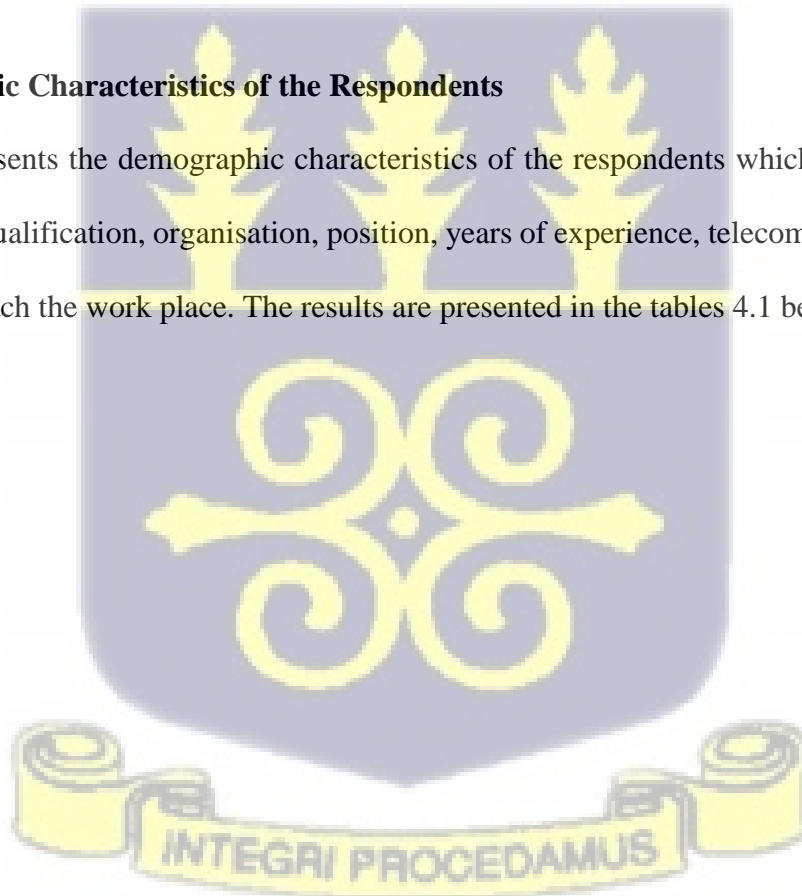 ic Characteristics of the Respondents
sents the demographic characteristics of the respondents which
ualification, organisation, position, years of experience, telecom
ch the work place. The results are presented in the tables 4.1 be
INTEGRI PROCEDAMUS